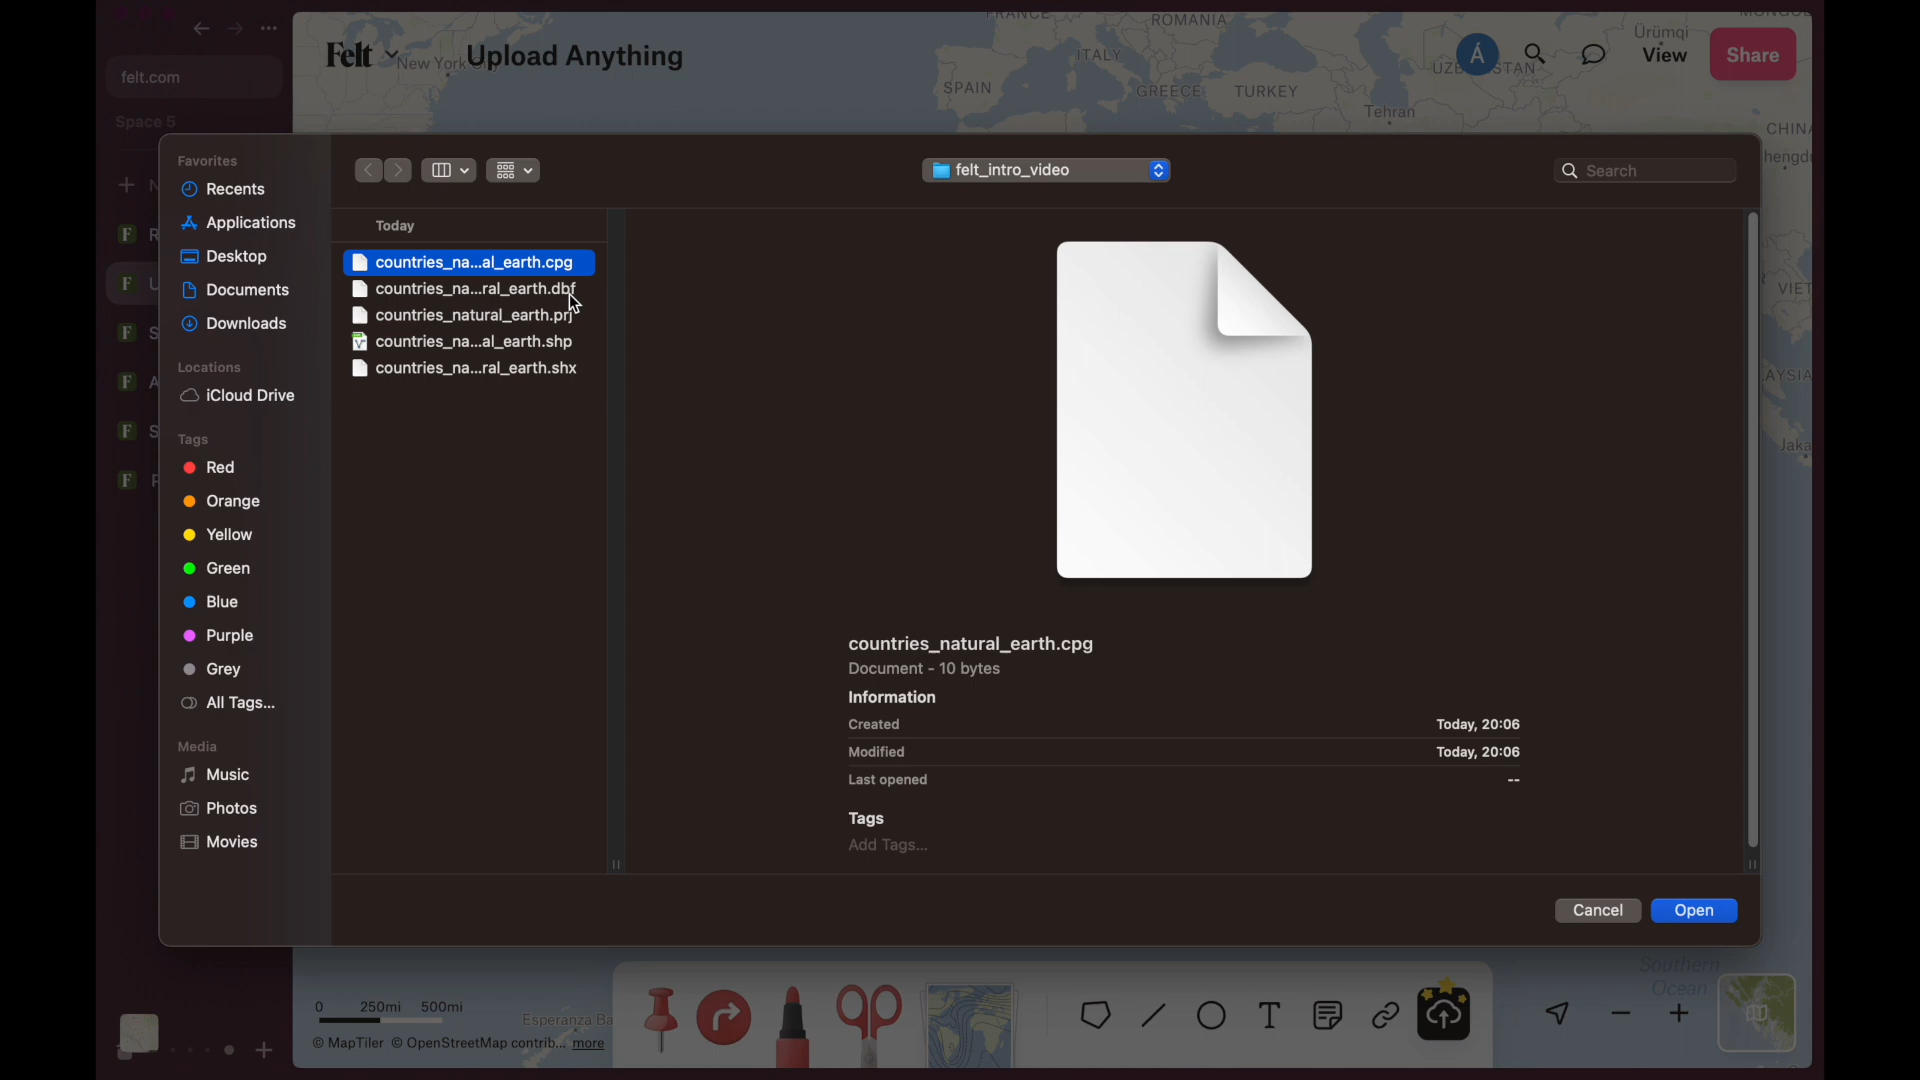 felt.com
Space 5
Felt
New York City
Upload Anything
FRANCE
ROMANIA
ITALY
SPAIN
GREECE
TURKEY
Tehran
Ürümqi
CHINA
VIET
Á
View
Share
Favorites
Recents
Applications
Desktop
Documents
Downloads
Locations
iCloud Drive
Tags
Red
Orange
Yellow
Green
Blue
Purple
Grey
All Tags...
Media
Music
Photos
Movies
felt_intro_video
Search
Today
countries_na...al_earth.cpg
countries_na...ral_earth.dbf
countries_natural_earth.prj
countries_na...al_earth.shp
countries_na...ral_earth.shx
countries_natural_earth.cpg
Document - 10 bytes
Information
Created Today, 20:06
Modified Today, 20:06
Last opened --
Tags
Add Tags...
Cancel
Open
0 250mi 500mi
Esperanza Ba
© MapTiler © OpenStreetMap contrib... more
T
Southern
Ocean